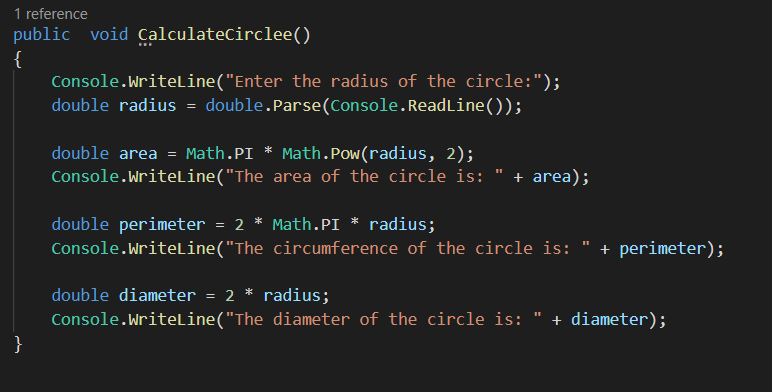 1 reference
public  void CalculateCirclee()
{
    Console.WriteLine("Enter the radius of the circle:");
    double radius = double.Parse(Console.ReadLine());

    double area = Math.PI * Math.Pow(radius, 2);
    Console.WriteLine("The area of the circle is: " + area);

    double perimeter = 2 * Math.PI * radius;
    Console.WriteLine("The circumference of the circle is: " + perimeter);

    double diameter = 2 * radius;
    Console.WriteLine("The diameter of the circle is: " + diameter);
}